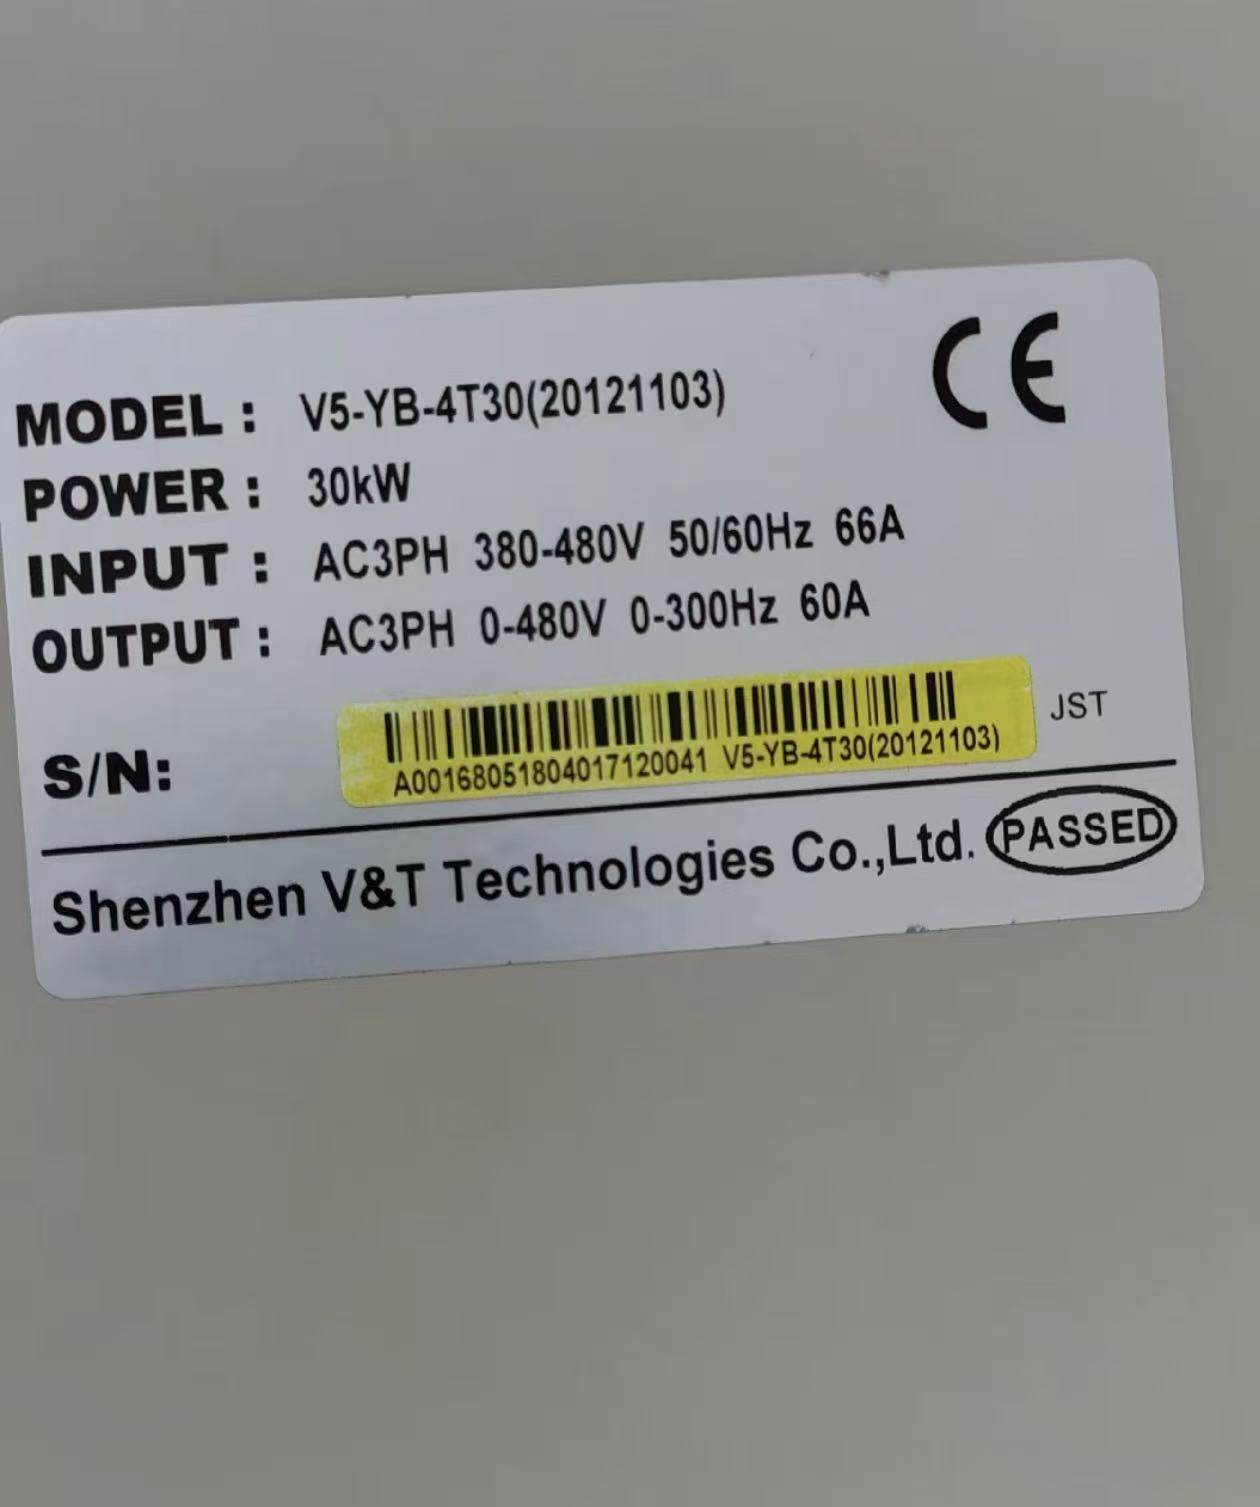 CE
MODEL : V5-YB-4T30(20121103)
POWER : 30kW
INPUT : AC3PH 380-480V 50/60Hz 66A
OUTPUT : AC3PH 0-480V 0-300Hz 60A
S/N:
A00168051804017120041 V5-YB-4T30(20121103)
JST
Shenzhen V&T Technologies Co.,Ltd. PASSED